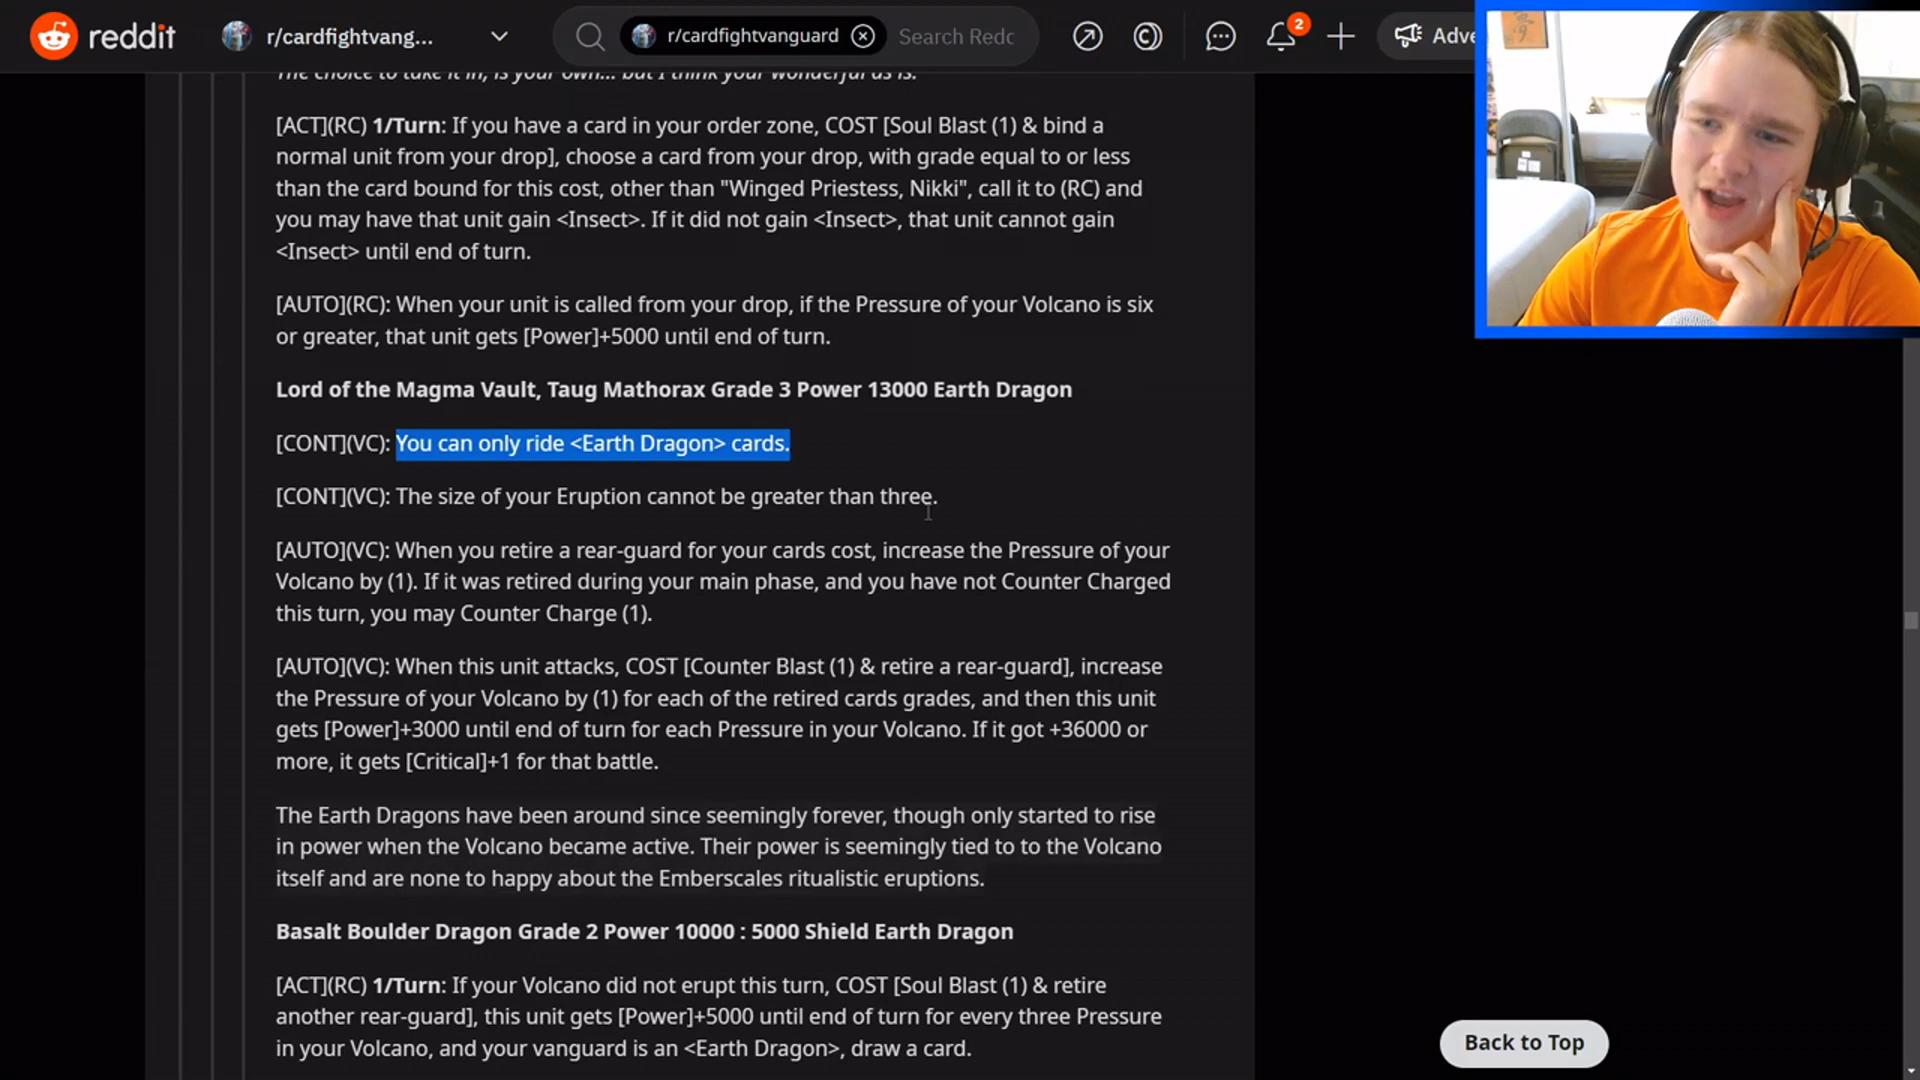 reddit
r/cardfightvang...
r/cardfightvanguard
Search Redc
2
Adve
The choice to take it in, is your own... but I think your wonderful as is.
[ACT](RC) 1/Turn: If you have a card in your order zone, COST [Soul Blast (1) & bind a
normal unit from your drop], choose a card from your drop, with grade equal to or less
than the card bound for this cost, other than "Winged Priestess, Nikki", call it to (RC) and
you may have that unit gain <Insect>. If it did not gain <Insect>, that unit cannot gain
<Insect> until end of turn.
[AUTO](RC): When your unit is called from your drop, if the Pressure of your Volcano is six
or greater, that unit gets [Power]+5000 until end of turn.
Lord of the Magma Vault, Taug Mathorax Grade 3 Power 13000 Earth Dragon
[CONT](VC): You can only ride <Earth Dragon> cards.
[CONT](VC): The size of your Eruption cannot be greater than three.
[AUTO](VC): When you retire a rear-guard for your cards cost, increase the Pressure of your
Volcano by (1). If it was retired during your main phase, and you have not Counter Charged
this turn, you may Counter Charge (1).
[AUTO](VC): When this unit attacks, COST [Counter Blast (1) & retire a rear-guard], increase
the Pressure of your Volcano by (1) for each of the retired cards grades, and then this unit
gets [Power]+3000 until end of turn for each Pressure in your Volcano. If it got +36000 or
more, it gets [Critical]+1 for that battle.
The Earth Dragons have been around since seemingly forever, though only started to rise
in power when the Volcano became active. Their power is seemingly tied to to the Volcano
itself and are none to happy about the Emberscales ritualistic eruptions.
Basalt Boulder Dragon Grade 2 Power 10000 : 5000 Shield Earth Dragon
[ACT](RC) 1/Turn: If your Volcano did not erupt this turn, COST [Soul Blast (1) & retire
another rear-guard], this unit gets [Power]+5000 until end of turn for every three Pressure
in your Volcano, and your vanguard is an <Earth Dragon>, draw a card.
Back to Top